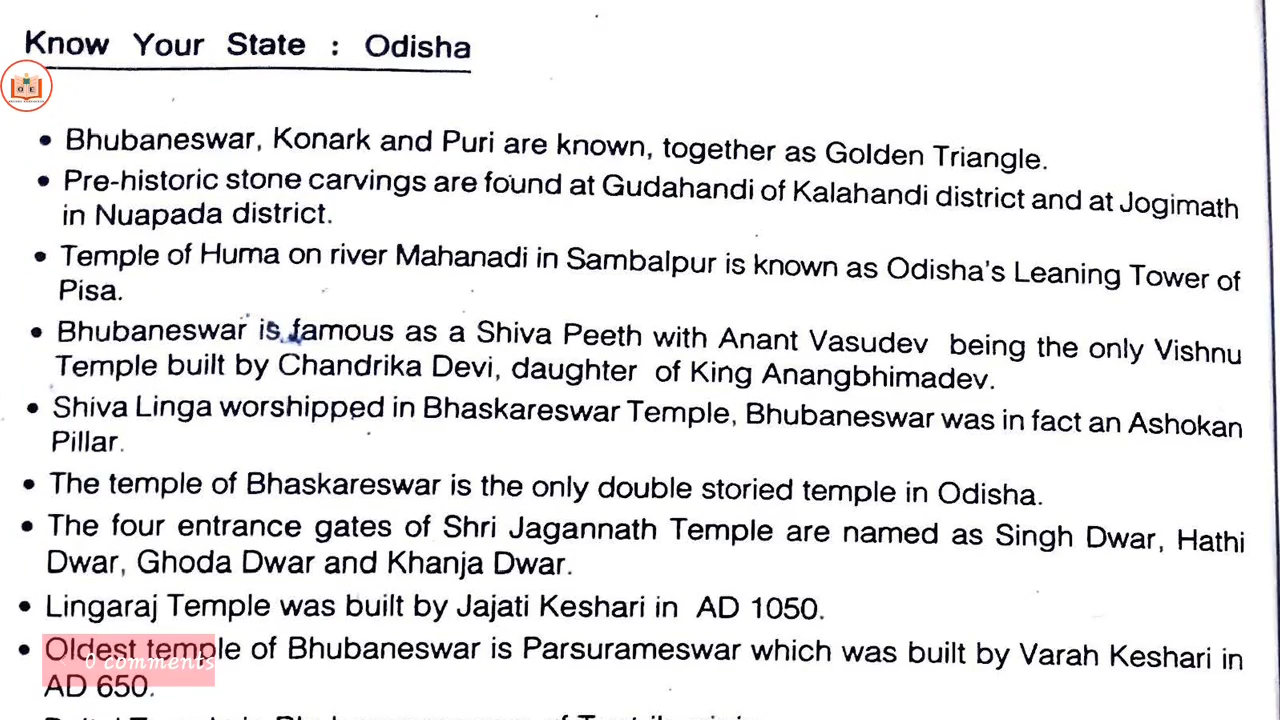 Know Your State : Odisha
• Bhubaneswar, Konark and Puri are known, together as Golden Triangle.
• Pre-historic stone carvings are found at Gudahandi of Kalahandi district and at Jogimath
in Nuapada district.
• Temple of Huma on river Mahanadi in Sambalpur is known as Odisha's Leaning Tower of
Pisa.
• Bhubaneswar is famous as a Shiva Peeth with Anant Vasudev being the only Vishnu
Temple built by Chandrika Devi, daughter of King Anangbhimadev.
• Shiva Linga worshipped in Bhaskareswar Temple, Bhubaneswar was in fact an Ashokan
Pillar.
• The temple of Bhaskareswar is the only double storied temple in Odisha.
• The four entrance gates of Shri Jagannath Temple are named as Singh Dwar, Hathi
Dwar, Ghoda Dwar and Khanja Dwar.
• Lingaraj Temple was built by Jajati Keshari in AD 1050.
• Oldest temple of Bhubaneswar is Parsurameswar which was built by Varah Keshari in
0 comments
AD 650.